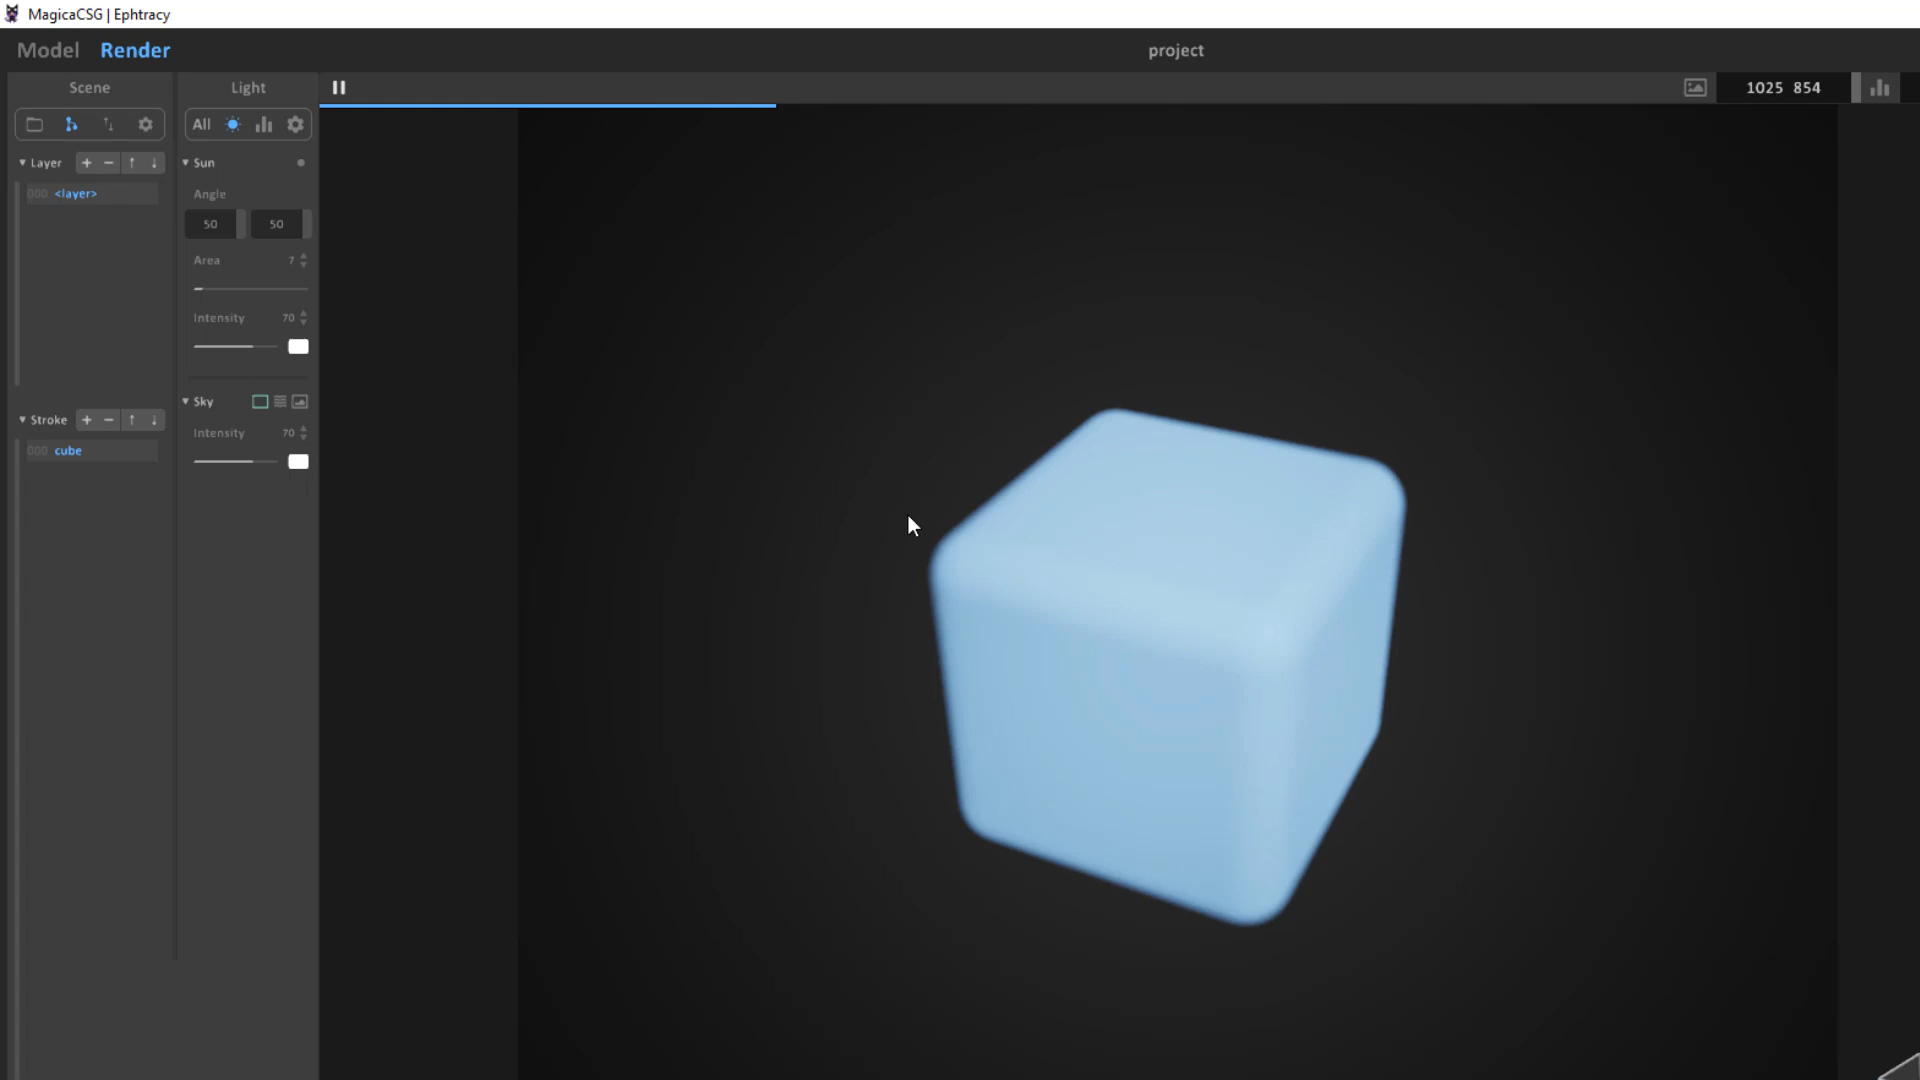 MagicaCSG | Ephtracy
Model Render
project
Scene
Light
1025 854
All
Layer
Sun
000 <layer>
Angle
50 50
Area 7
Intensity 70
Sky
Stroke
Intensity 70
000 cube